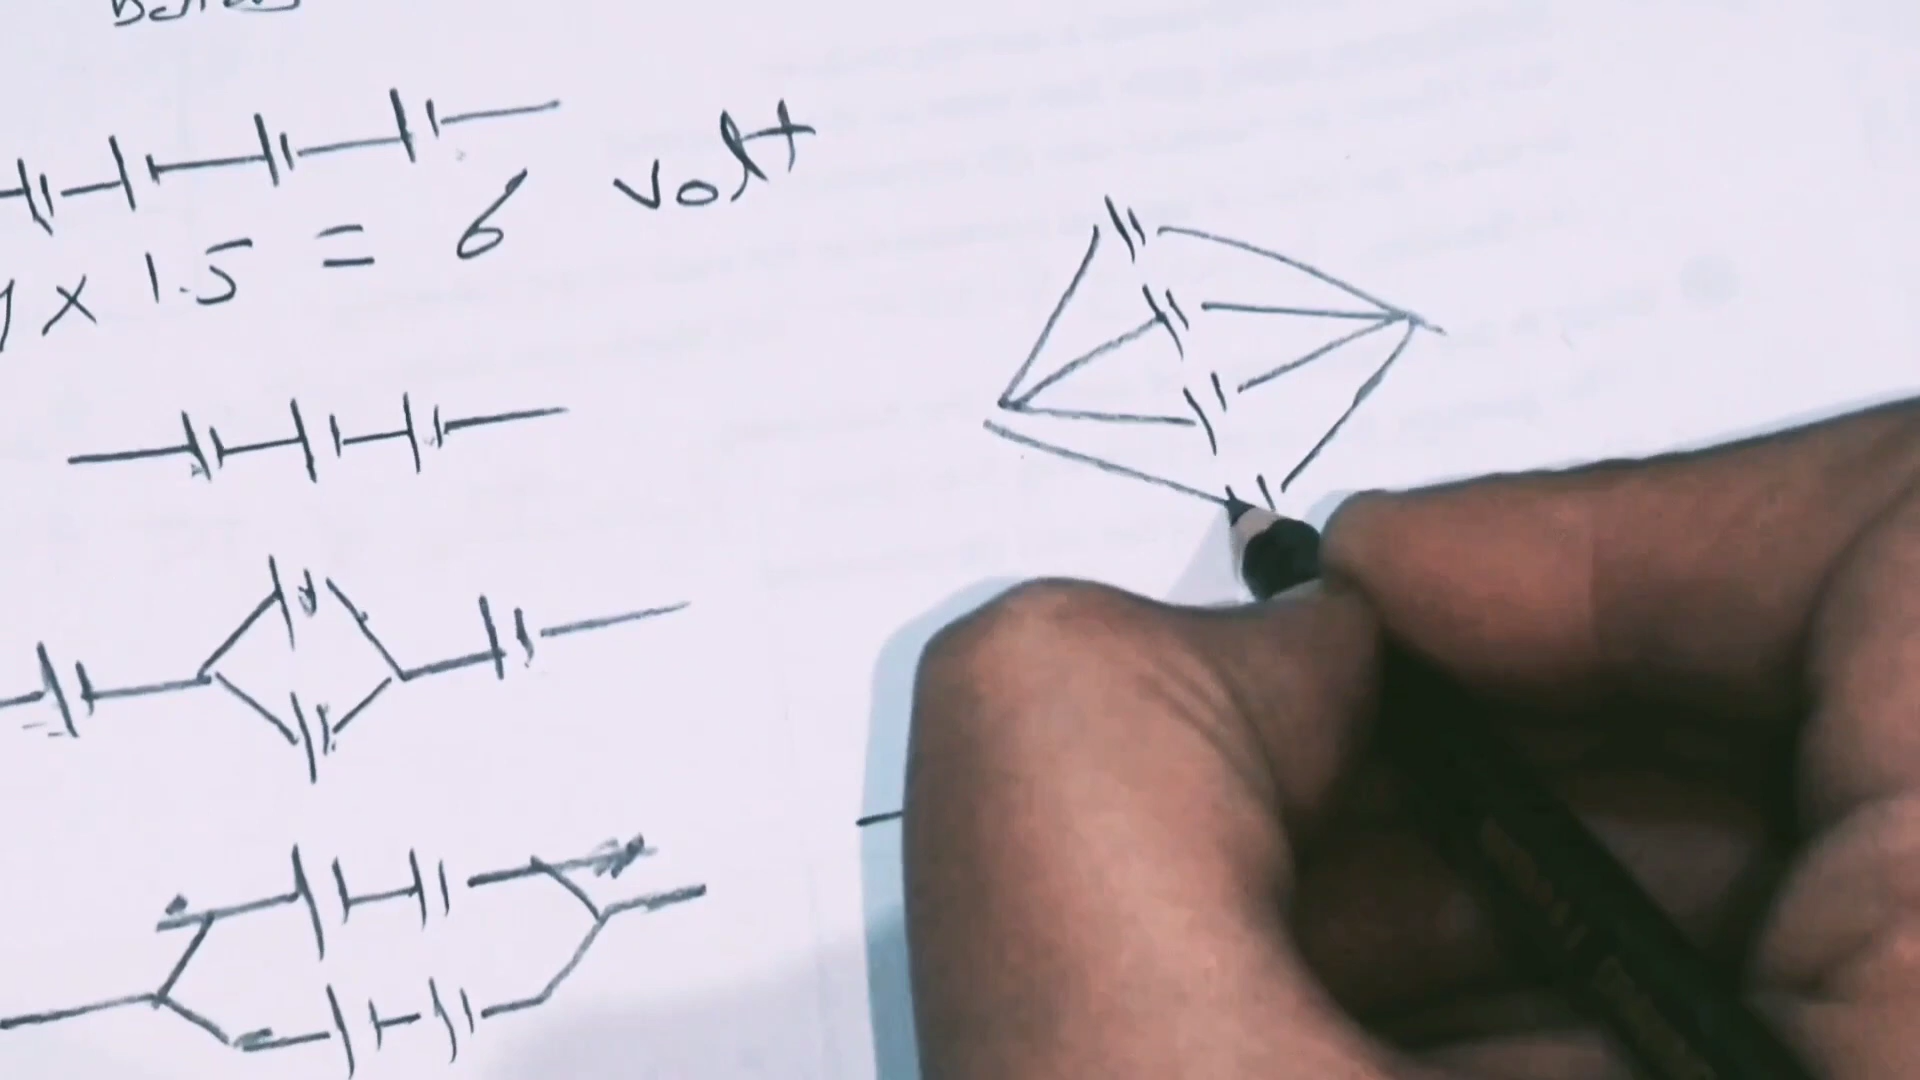 × 1.5 = 6 volt